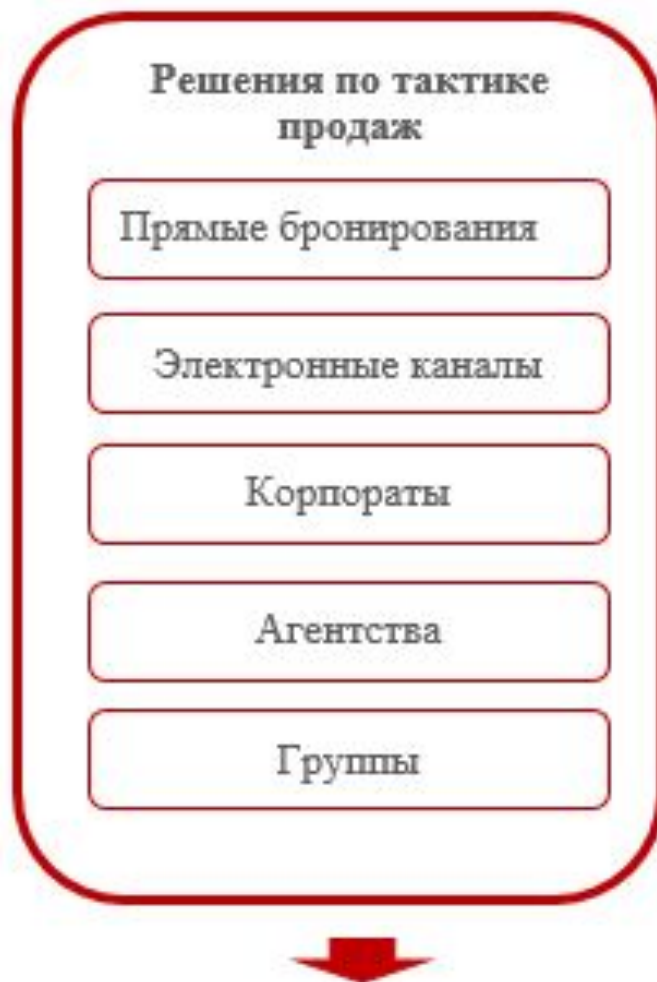 Решения по тактике
продаж
Прямые бронирования
Электронные каналы
Корпораты
Агентства
Группы